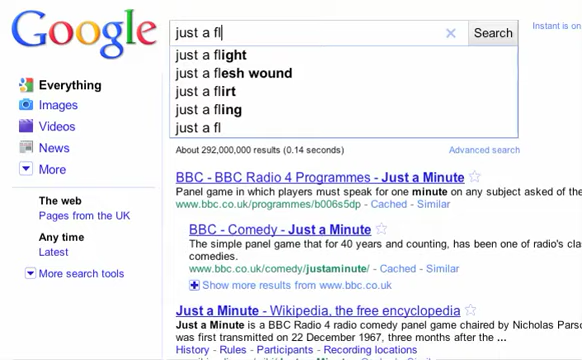 Google
just a fl
Search
Instant is on
just a flight
just a flesh wound
just a flirt
just a fling
just a fl
About 292,000,000 results (0.14 seconds)
Advanced search
Everything
Images
Videos
News
More
The web
Pages from the UK
Any time
Latest
More search tools
BBC - BBC Radio 4 Programmes - Just a Minute
Panel game in which players must speak for one minute on any subject asked of the
www.bbc.co.uk/programmes/b006s5dp - Cached - Similar
BBC - Comedy - Just a Minute
The simple panel game that for 40 years and counting, has been one of radio's
comedies.
www.bbc.co.uk/comedy/justaminute/ - Cached - Similar
Show more results from www.bbc.co.uk
Just a Minute - Wikipedia, the free encyclopedia
Just a Minute is a BBC Radio 4 radio comedy panel game chaired by Nicholas
was first transmitted on 22 December 1967, three months after the ...
History - Rules - Participants - Recording locations